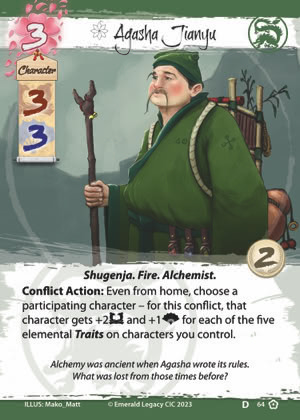 3
Agasha Jianyu
Character
3
3
2
Shugenja. Fire. Alchemist.
Conflict Action: Even from home, choose a
participating character – for this conflict, that
character gets +2 and +1 for each of the five
elemental Traits on characters you control.
Alchemy was ancient when Agasha wrote its rules.
What was lost from those times before?
ILLUS: Mako_Matt © Emerald Legacy CIC 2023 D 64